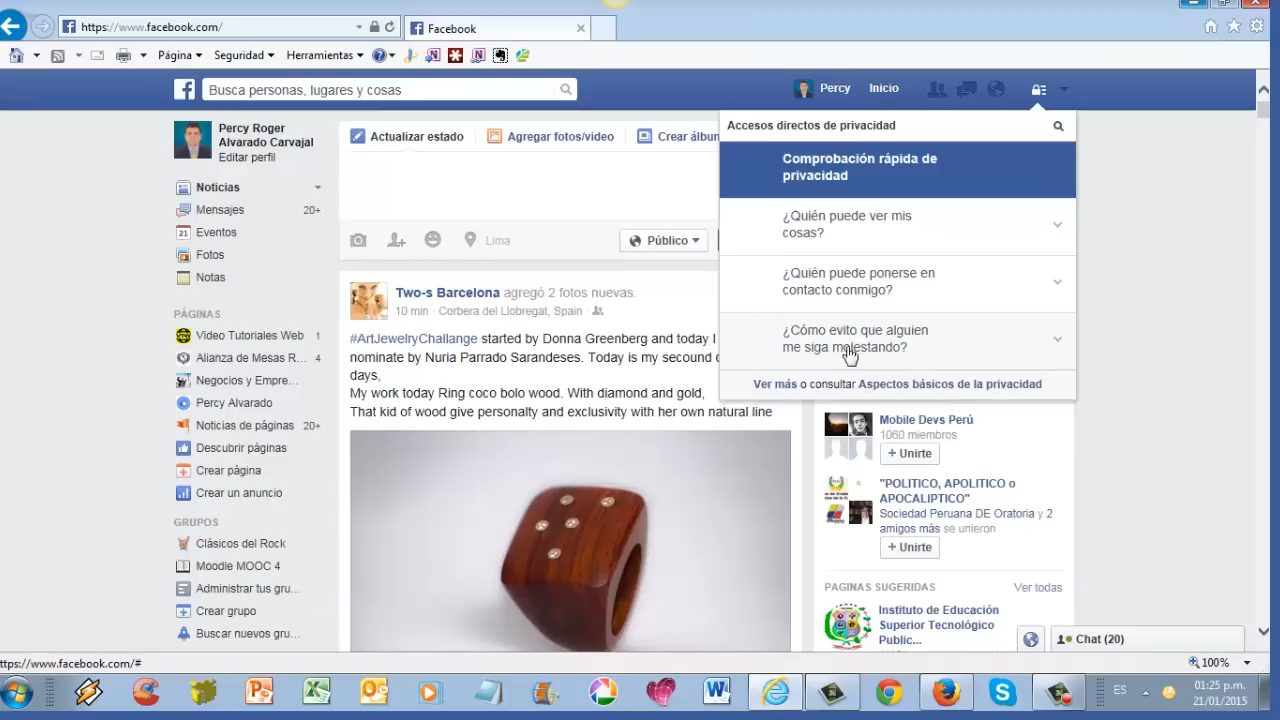 https://www.facebook.com/
Facebook
Página
Seguridad
Herramientas
Busca personas, lugares y cosas
Percy
Inicio
Percy Roger
Alvarado Carvajal
Editar perfil
Noticias
Mensajes 20+
21 Eventos
Fotos
Notas
PÁGINAS
Video Tutoriales Web 1
Alianza de Mesas R... 4
Negocios y Empre...
Percy Alvarado
Noticias de páginas 20+
Descubrir páginas
Crear página
Crear un anuncio
GRUPOS
Clásicos del Rock
Moodle MOOC 4
Administrar tus gru...
Crear grupo
Buscar nuevos gru...
Actualizar estado
Agregar fotos/video
Crear álbun
Lima
Público
Two-s Barcelona agregó 2 fotos nuevas.
10 min · Corbera del Llobregat, Spain ·
#ArtJewelryChallange started by Donna Greenberg and today I
nominate by Nuria Parrado Sarandeses. Today is my secound o
days,
My work today Ring coco bolo wood. With diamond and gold,
That kid of wood give personalty and exclusivity with her own natural line
Accesos directos de privacidad
Comprobación rápida de
privacidad
¿Quién puede ver mis
cosas?
¿Quién puede ponerse en
contacto conmigo?
¿Cómo evito que alguien
me siga molestando?
Ver más o consultar Aspectos básicos de la privacidad
Mobile Devs Perú
1060 miembros
+ Unirte
"POLITICO, APOLITICO o
APOCALIPTICO"
Sociedad Peruana DE Oratoria y 2
amigos más se unieron
+ Unirte
PAGINAS SUGERIDAS
Ver todas
Instituto de Educación
Superior Tecnológico
Public...
Chat (20)
ttps://www.facebook.com/#
100%
ES
01:25 p.m.
21/01/2015